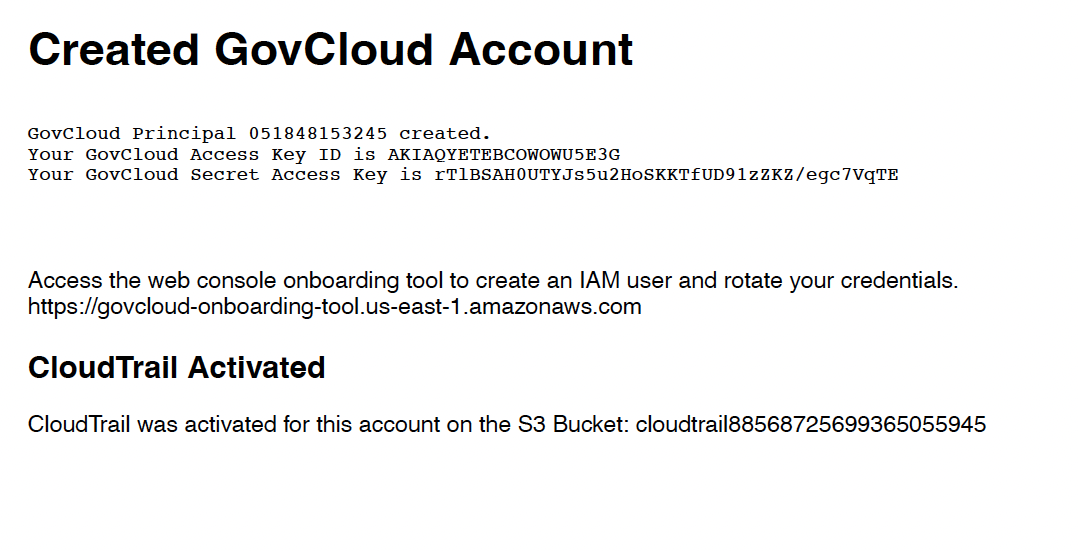 Created GovCloud Account
GovCloud Principal 051848153245 created.
Your GovCloud Access Key ID is AKIAQYETEBCOWOWU5E3G
Your GovCloud Secret Access Key is rTlBSAH0UTYJs5u2HoSKKTfUD91zZKZ/egc7VqTE
Access the web console onboarding tool to create an IAM user and rotate your credentials.
https://govcloud-onboarding-tool.us-east-1.amazonaws.com
CloudTrail Activated
CloudTrail was activated for this account on the S3 Bucket: cloudtrail88568725699365055945